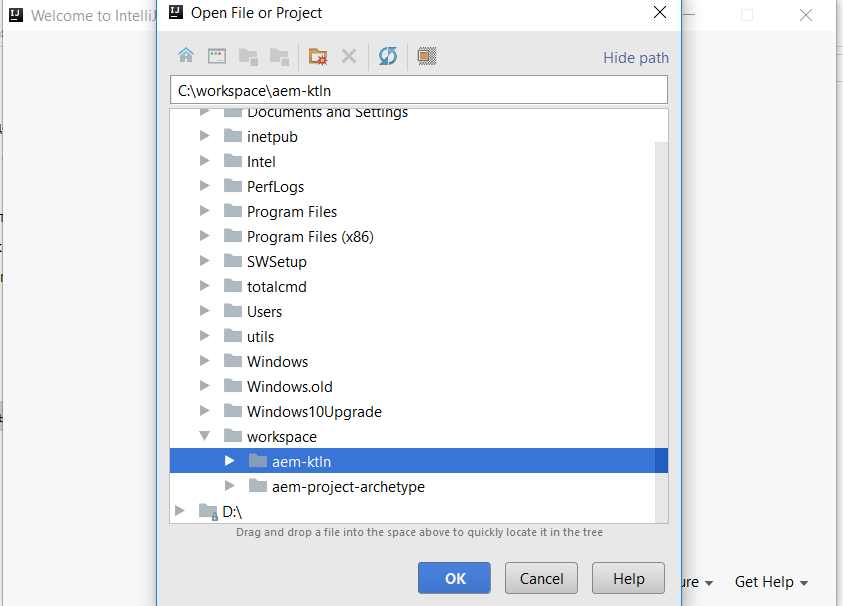 Welcome to IntelliJ
Open File or Project
Hide path
C:\workspace\aem-ktln
Documents and Settings
inetpub
Intel
PerfLogs
Program Files
Program Files (x86)
SWSetup
totalcmd
Users
utils
Windows
Windows.old
Windows10Upgrade
workspace
aem-ktln
aem-project-archetype
D:\
Drag and drop a file into the space above to quickly locate it in the tree
OK Cancel Help
Get Help